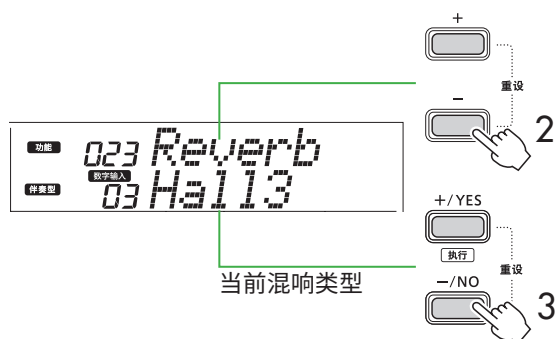 +
重设
−
2
功能 023 Reverb
数字输入
伴奏型 03 Hall3
+/YES
执行
重设
当前混响类型
−/NO
3